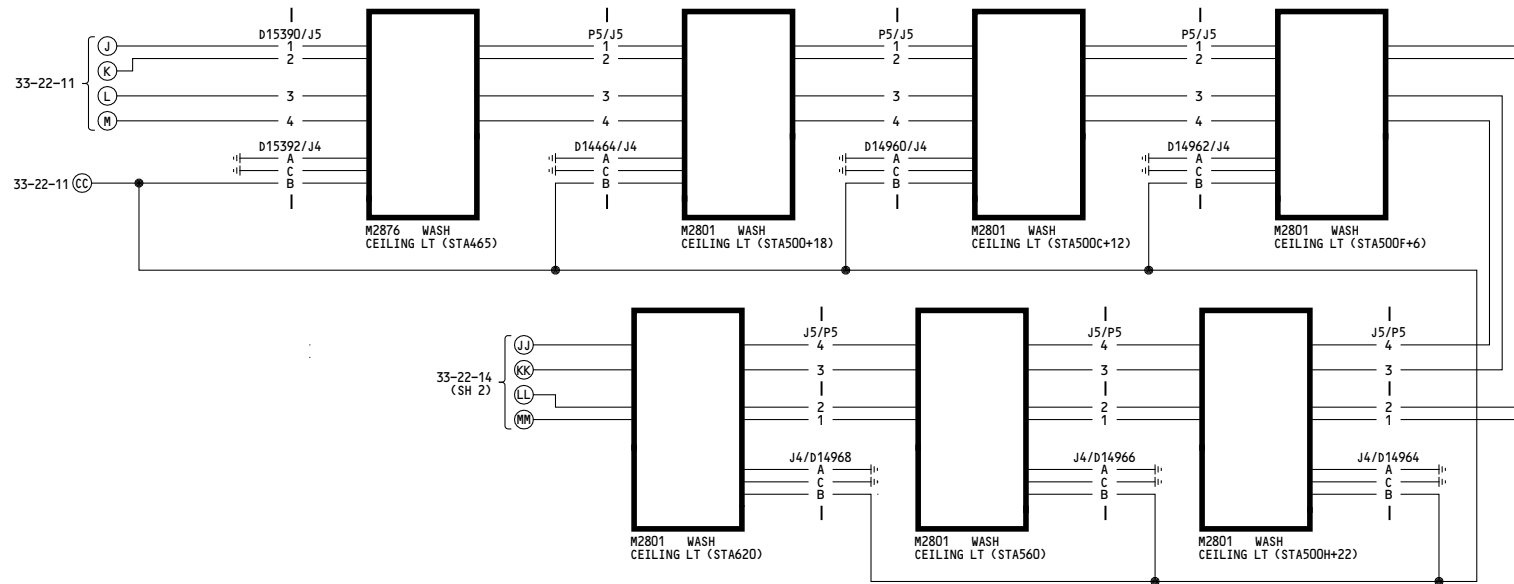 D15390/J5 P5/J5 P5/J5 P5/J5
J 1 1 1 1
K 2 2 2 2
33-22-11
L 3 3 3 3
M 4 4 4 4
D15392/J4 D14464/J4 D14960/J4 D14962/J4
A A A A
C C C C
33-22-11 CC B B B B
M2876 WASH
CEILING LT (STA465)
M2801 WASH
CEILING LT (STA500+18)
M2801 WASH
CEILING LT (STA500C+12)
M2801 WASH
CEILING LT (STA500F+6)
J5/P5 J5/P5 J5/P5
JJ 4 4 4
KK 3 3 3
33-22-14
(SH 2)
LL 2 2 2
MM 1 1 1
J4/D14968 J4/D14966 J4/D14964
A A A
C C C
B B B
M2801 WASH
CEILING LT (STA620)
M2801 WASH
CEILING LT (STA560)
M2801 WASH
CEILING LT (STA500H+22)